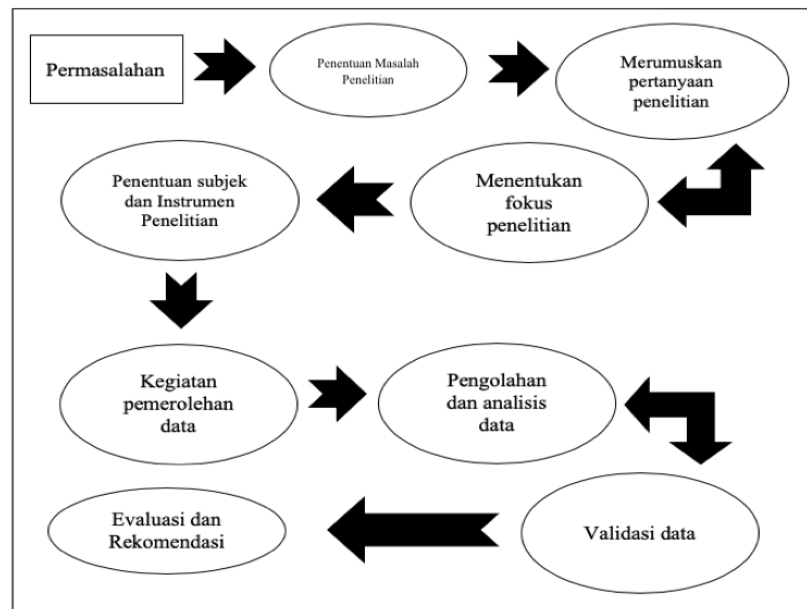 Permasalahan
Penentuan Masalah
Penelitian
Merumuskan
pertanyaan
penelitian
Penentuan subjek
dan Instrumen
Penelitian
Menentukan
fokus
penelitian
Kegiatan
pemerolehan
data
Pengolahan
dan analisis
data
Evaluasi dan
Rekomendasi
Validasi data